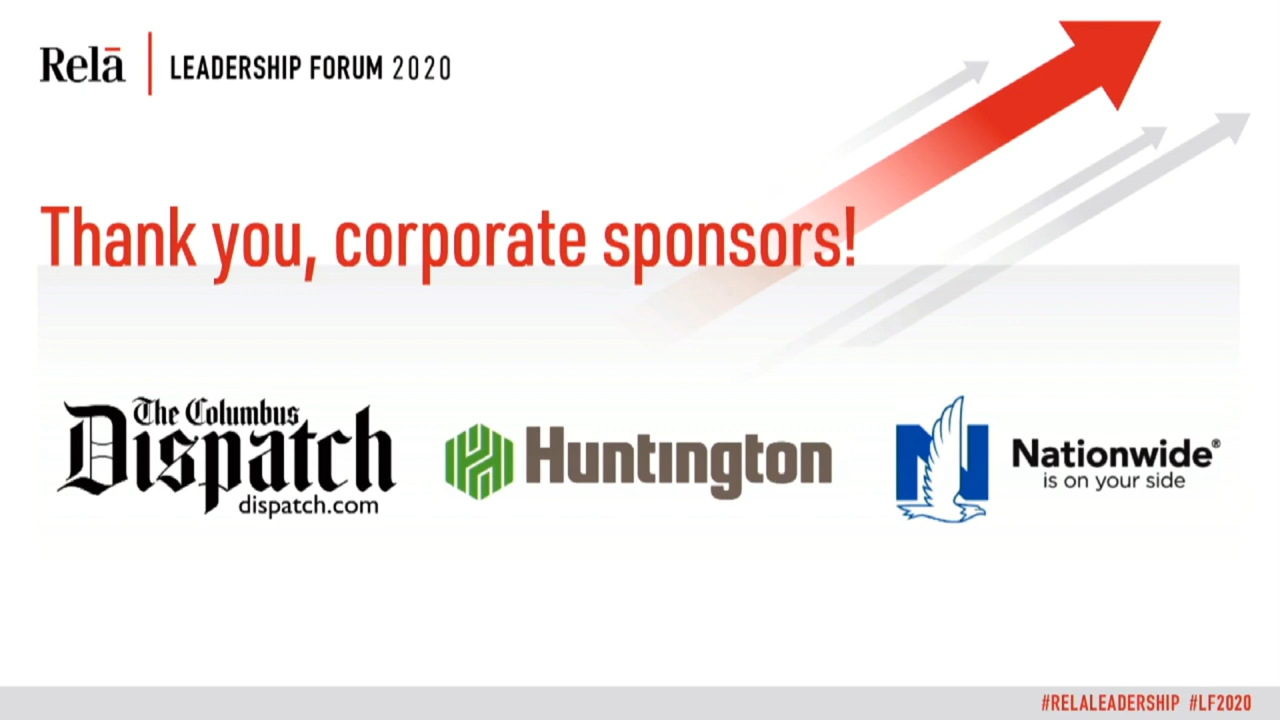 Relā LEADERSHIP FORUM 2020
Thank you, corporate sponsors!
The Columbus
Dispatch
dispatch.com
Huntington
Nationwide®
is on your side
#RELALEADERSHIP #LF2020